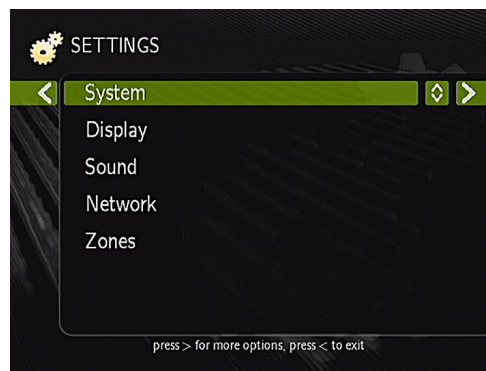 SETTINGS
System
Display
Sound
Network
Zones
press > for more options, press < to exit